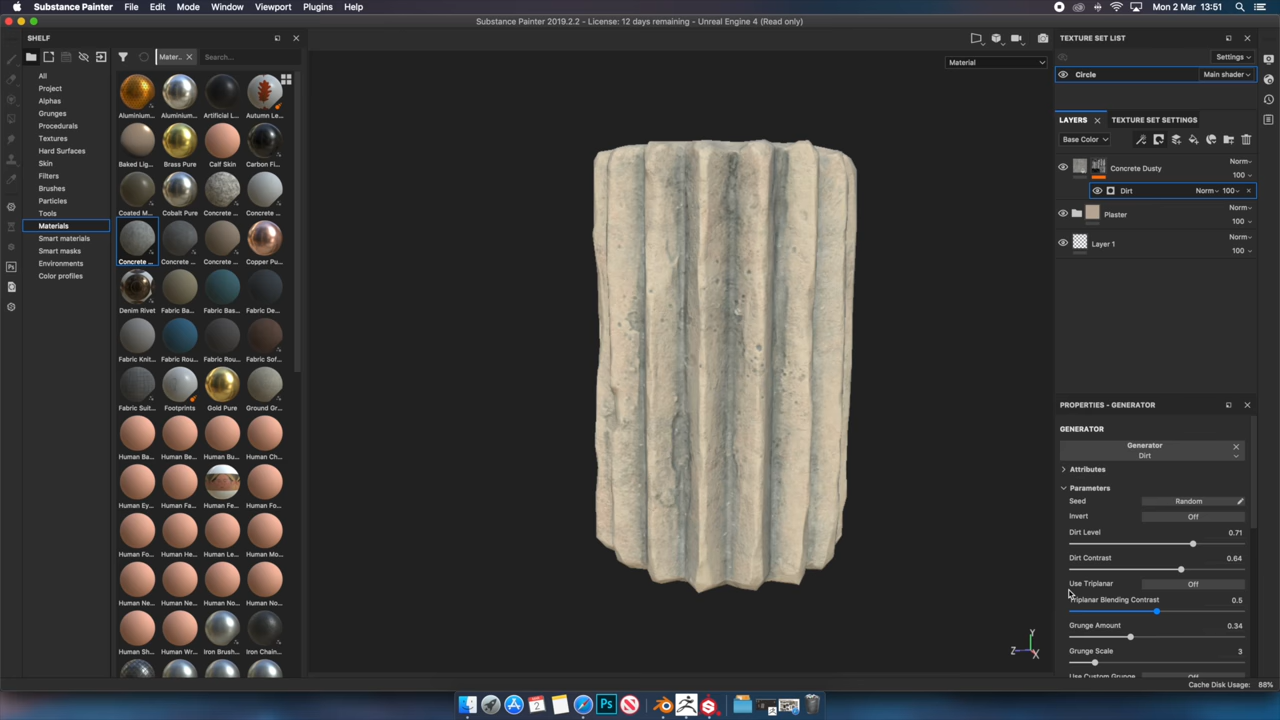 Substance Painter File Edit Mode Window Viewport Plugins Help Mon 2 Mar 13:51
Substance Painter 2019.2.2 - License: 12 days remaining - Unreal Engine 4 (Read only)
SHELF
Mater...
Search...
All
Project
Alphas
Grunges
Procedurals
Textures
Hard Surfaces
Skin
Filters
Brushes
Particles
Tools
Materials
Smart materials
Smart masks
Environments
Color profiles
Aluminium... Aluminium... Artificial L... Autumn Le...
Baked Lig... Brass Pure Calf Skin Carbon Fi...
Coated M... Cobalt Pure Concrete ... Concrete ...
Concrete ... Concrete ... Concrete ... Copper Pu...
Denim Rivet Fabric Ba... Fabric Bas... Fabric De...
Fabric Knit... Fabric Rou... Fabric Rou... Fabric Sof...
Fabric Suit... Footprints Gold Pure Ground Gr...
Human Ba... Human Be... Human Bu... Human Ch...
Human Ey... Human Fa... Human Fe... Human Fo...
Human Fo... Human He... Human Le... Human Mo...
Human Ne... Human Ne... Human No... Human No...
Human Sh... Human Wr... Iron Brush... Iron Chain...
Material
Y
Z
X
TEXTURE SET LIST
Settings
Circle Main shader
LAYERS TEXTURE SET SETTINGS
Base Color
Concrete Dusty Norm 100
Dirt Norm 100
Plaster Norm 100
Layer 1 Norm 100
PROPERTIES - GENERATOR
GENERATOR
Generator
Dirt
Attributes
Parameters
Seed Random
Invert Off
Dirt Level 0.71
Dirt Contrast 0.64
Use Triplanar Off
Triplanar Blending Contrast 0.5
Grunge Amount 0.34
Grunge Scale 3
Use Custom Grunge Off
Cache Disk Usage: 88%
Ps
Ps
2